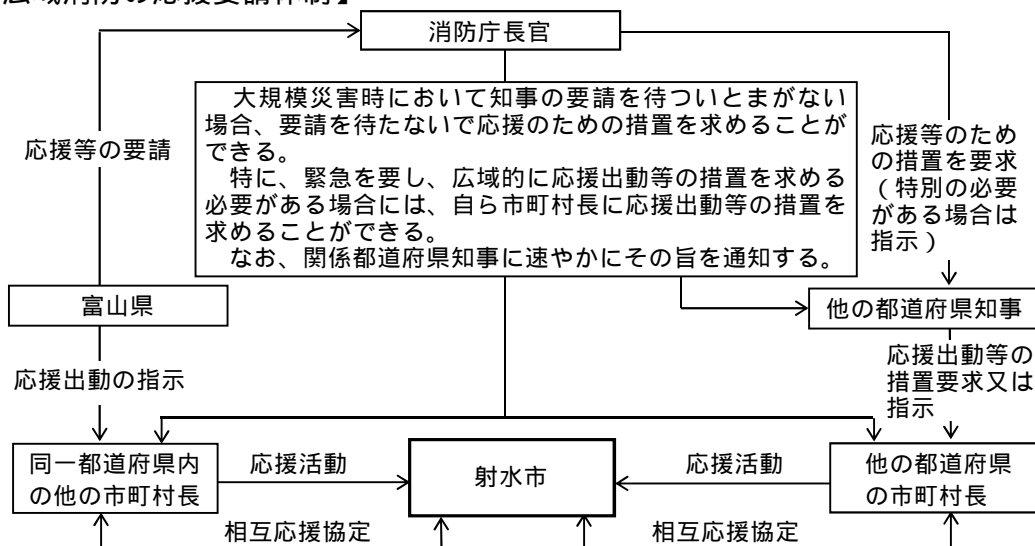 広域消防の応援要請体制】
消防庁長官
大規模災害時において知事の要請を待ついとまがない
場合、要請を待たないで応援のための措置を求めることが
できる。
特に、緊急を要し、広域的に応援出動等の措置を求める
必要がある場合には、自ら市町村長に応援出動等の措置を
求めることができる。
なお、関係都道府県知事に速やかにその旨を通知する。
応援等の要請
応援等のため
の措置を要求
（特別の必要
がある場合は
指示）
富山県
他の都道府県知事
応援出動の指示
応援出動等の
措置要求又は
指示
同一都道府県内
の他の市町村長
応援活動
射水市
応援活動
他の都道府県
の市町村長
相互応援協定
相互応援協定